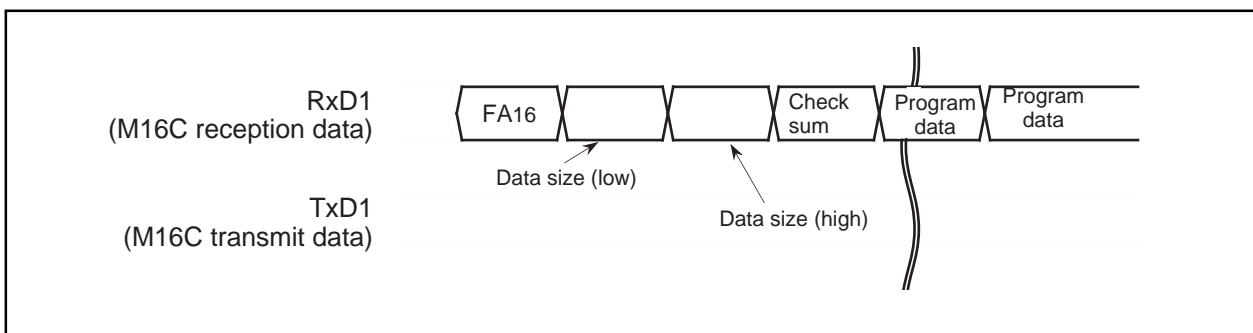 RxD1
(M16C reception data)
FA16
Check
sum
Program
data
Program
data
Data size (low)
Data size (high)
TxD1
(M16C transmit data)